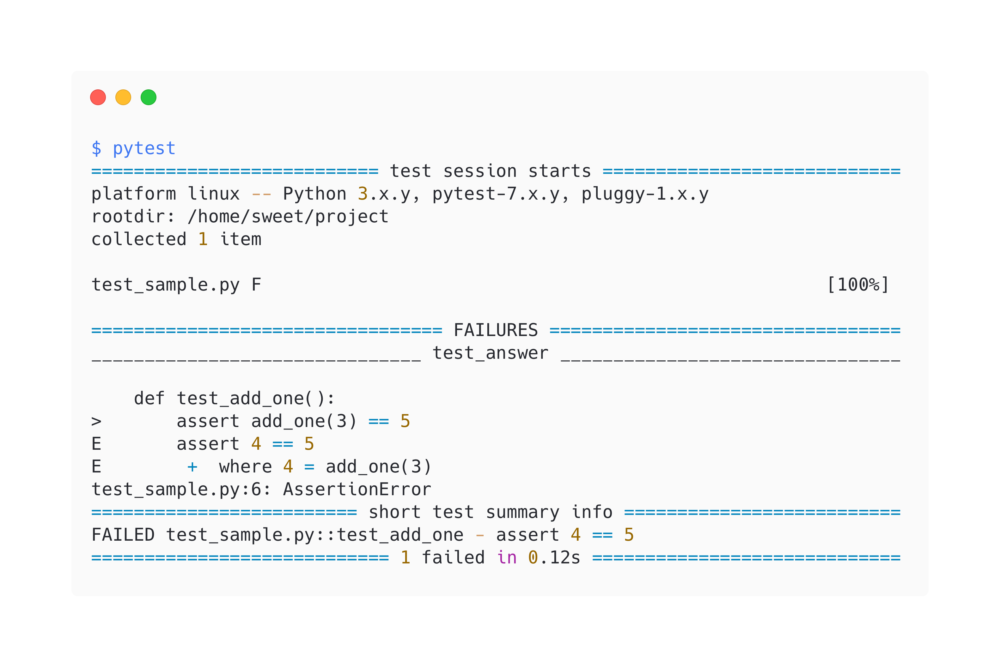 $ pytest
=========================== test session starts ============================
platform linux -- Python 3.x.y, pytest-7.x.y, pluggy-1.x.y
rootdir: /home/sweet/project
collected 1 item

test_sample.py F                                                     [100%]

================================= FAILURES =================================
_______________________________ test_answer ________________________________

    def test_add_one():
>       assert add_one(3) == 5
E       assert 4 == 5
E        +  where 4 = add_one(3)
test_sample.py:6: AssertionError
========================= short test summary info ==========================
FAILED test_sample.py::test_add_one - assert 4 == 5
============================ 1 failed in 0.12s =============================